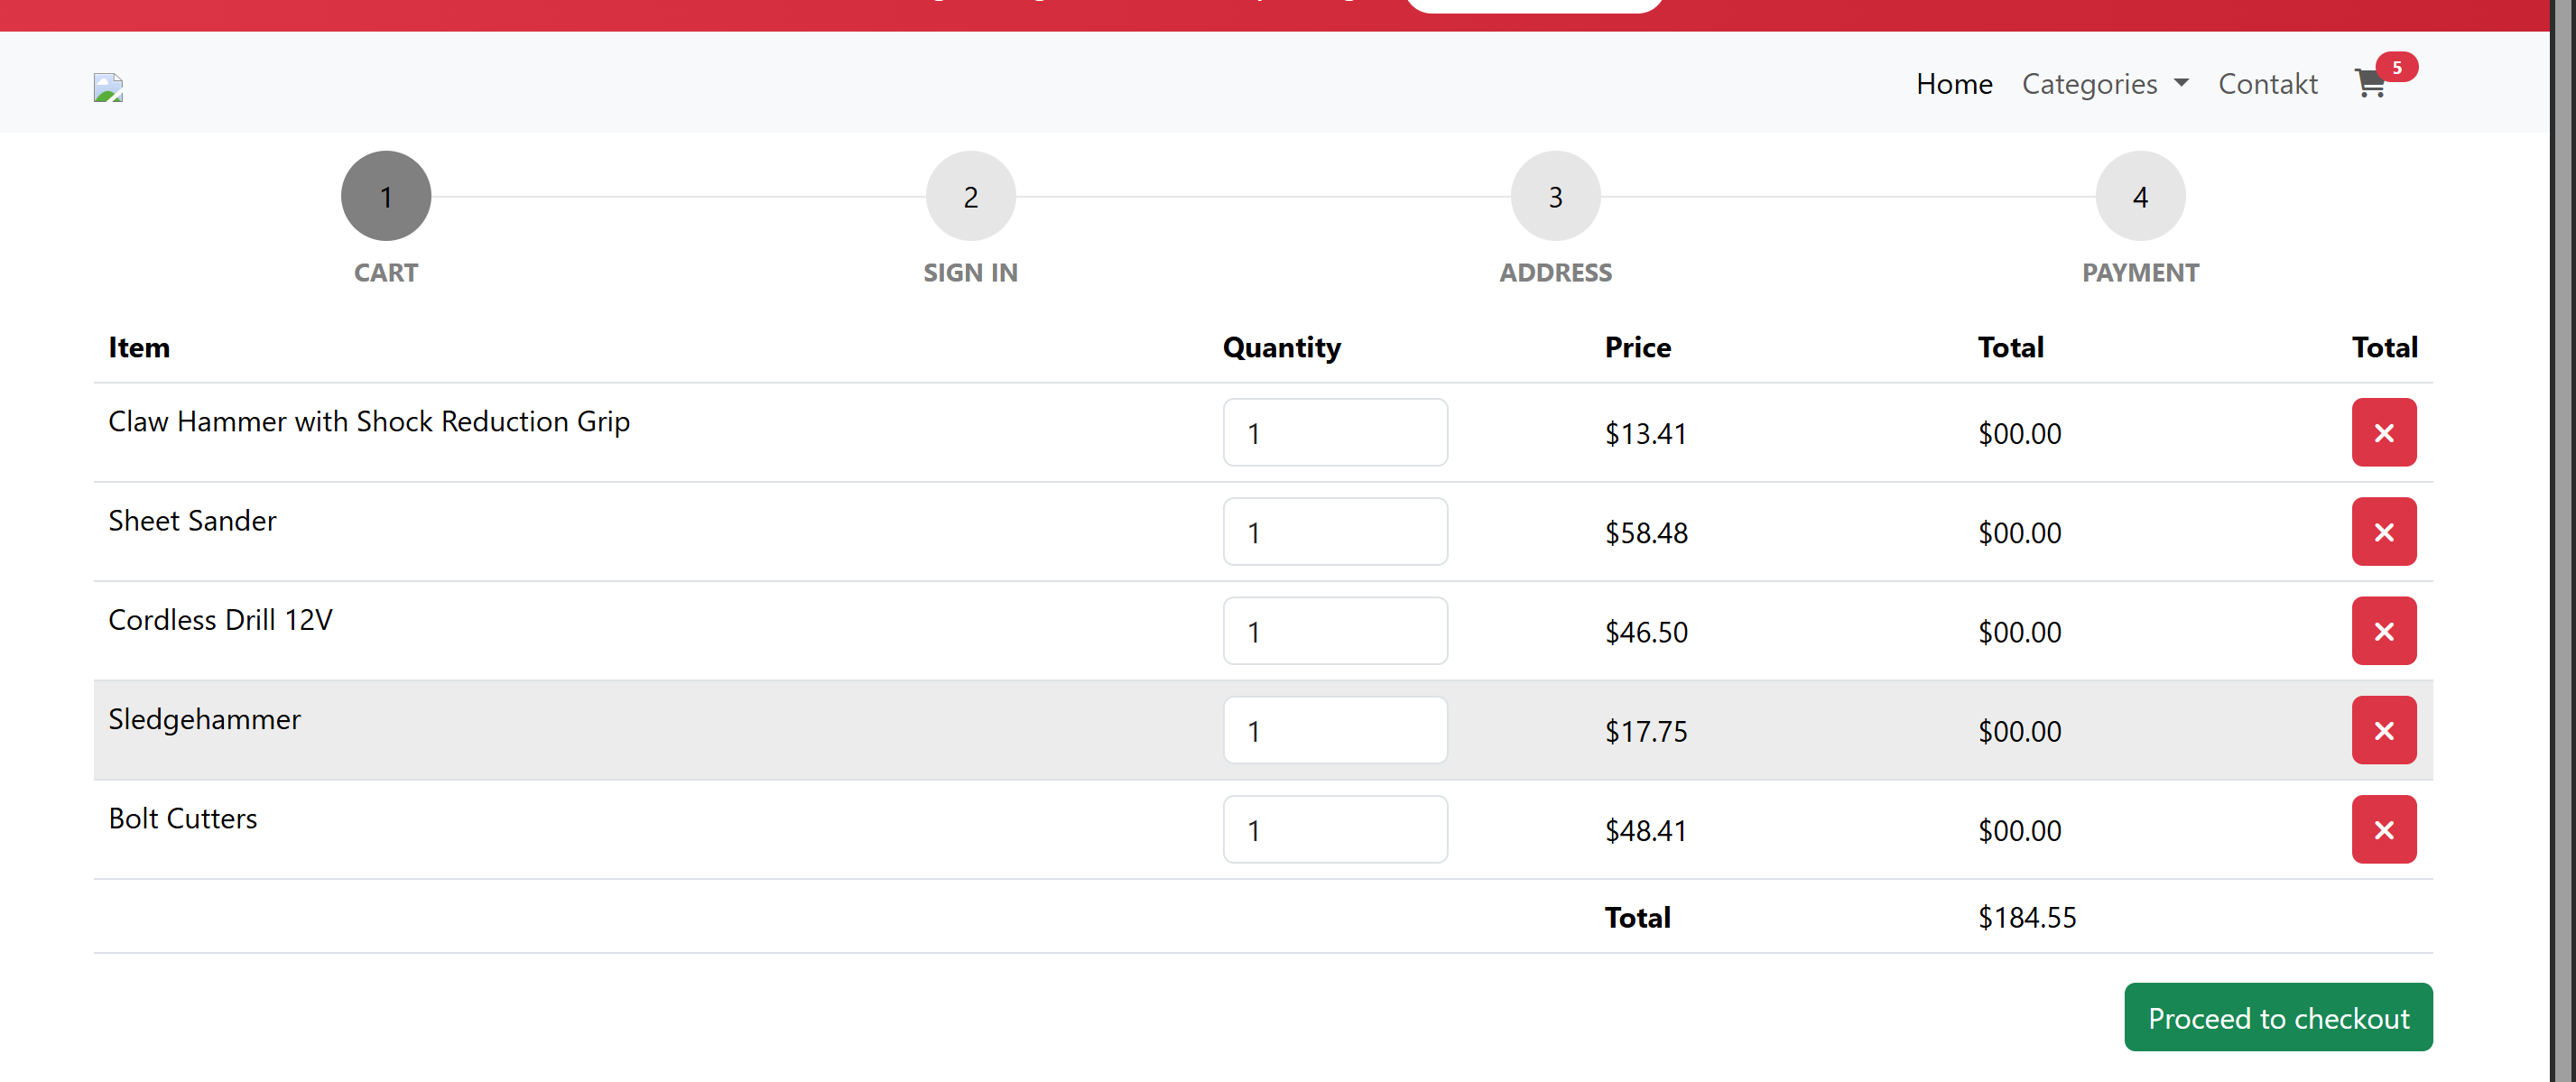 Home Categories Contakt 5
1 2 3 4
CART SIGN IN ADDRESS PAYMENT
Item Quantity Price Total Total
Claw Hammer with Shock Reduction Grip 1 $13.41 $00.00
Sheet Sander 1 $58.48 $00.00
Cordless Drill 12V 1 $46.50 $00.00
Sledgehammer 1 $17.75 $00.00
Bolt Cutters 1 $48.41 $00.00
Total $184.55
Proceed to checkout